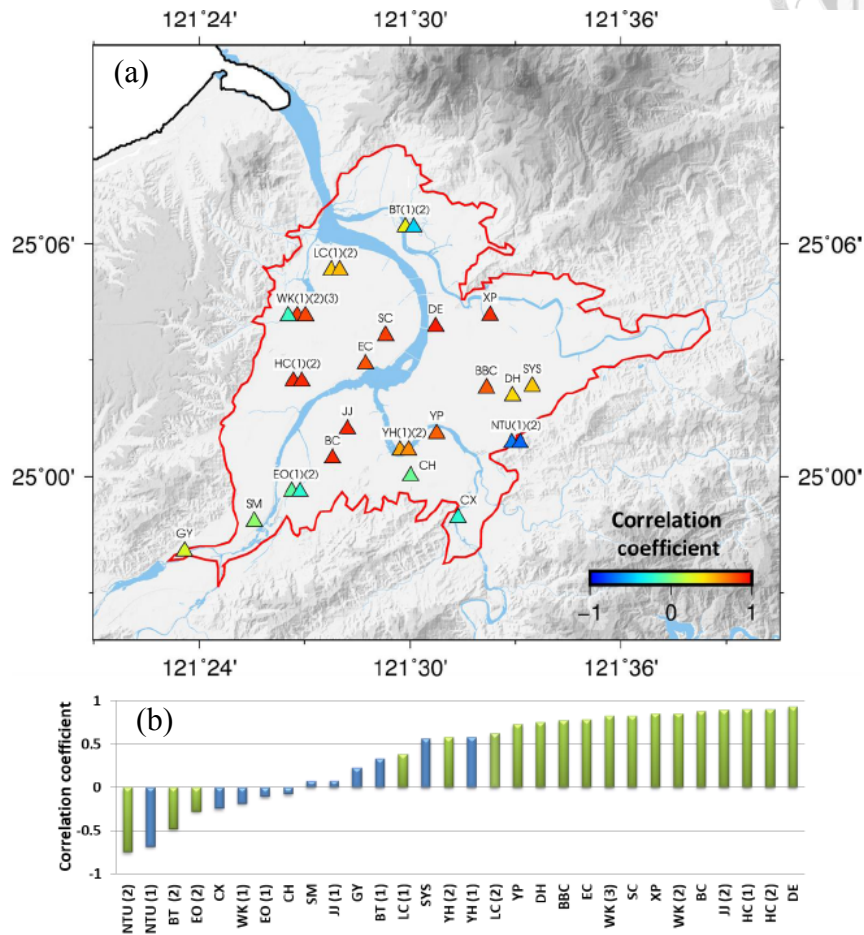 121°24' 121°30' 121°36'
(a)
BT(1)(2)
25°06' 25°06'
LC(1)(2)
WK(1)(2)(3)
SC DE XP
EC
HC(1)(2)
BBC DH SYS
JJ
BC YH(1)(2) YP NTU(1)(2)
25°00' 25°00'
CH
EO(1)(2)
SM CX
GY
Correlation
coefficient
-1 0 1
121°24' 121°30' 121°36'
(b)
Correlation coefficient
1
0.5
0
-0.5
-1
NTU (2)
NTU (1)
BT (2)
EO (2)
CX
WK (1)
EO (1)
CH
SM
JJ (1)
GY
BT (1)
LC (1)
SYS
YH (2)
YH (1)
LC (2)
YP
DH
BBC
EC
WK (3)
SC
XP
WK (2)
BC
JJ (2)
HC (1)
HC (2)
DE